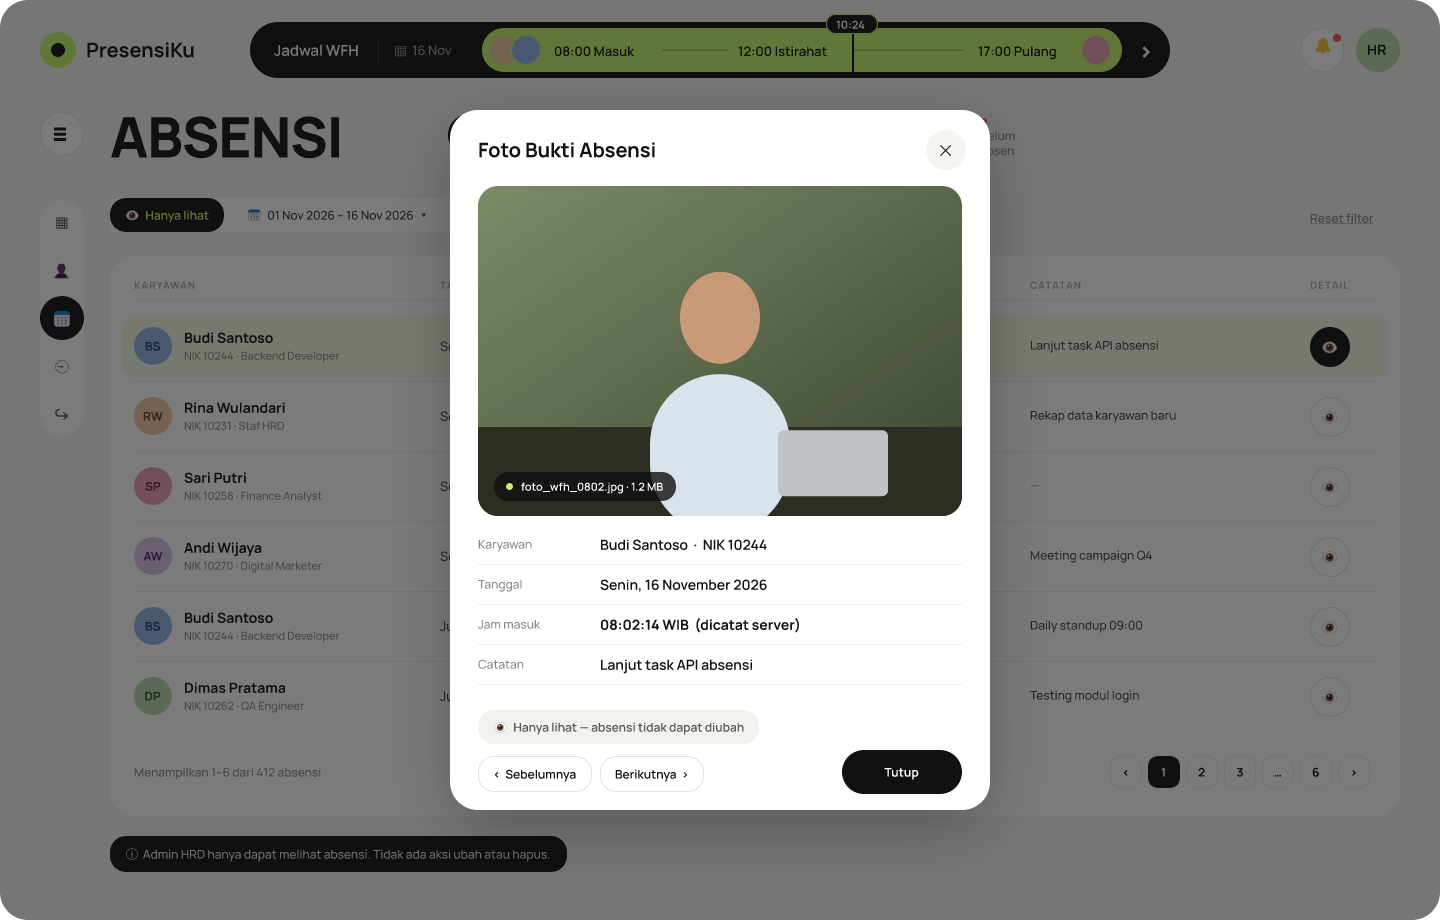 PresensiKu
Jadwal WFH
16 Nov
08:00 Masuk
12:00 Istirahat
10:24
17:00 Pulang
HR
ABSENSI
Hanya lihat
01 Nov 2026 – 16 Nov 2026
Reset filter
KARYAWAN
CATATAN
DETAIL
BS
Budi Santoso
NIK 10244 · Backend Developer
Lanjut task API absensi
RW
Rina Wulandari
NIK 10231 · Staf HRD
Rekap data karyawan baru
SP
Sari Putri
NIK 10258 · Finance Analyst
—
AW
Andi Wijaya
NIK 10270 · Digital Marketer
Meeting campaign Q4
BS
Budi Santoso
NIK 10244 · Backend Developer
Daily standup 09:00
DP
Dimas Pratama
NIK 10262 · QA Engineer
Testing modul login
Menampilkan 1–6 dari 412 absensi
‹ 1 2 3 … 6 ›
ⓘ Admin HRD hanya dapat melihat absensi. Tidak ada aksi ubah atau hapus.
Foto Bukti Absensi
foto_wfh_0802.jpg · 1.2 MB
Karyawan
Budi Santoso · NIK 10244
Tanggal
Senin, 16 November 2026
Jam masuk
08:02:14 WIB (dicatat server)
Catatan
Lanjut task API absensi
Hanya lihat — absensi tidak dapat diubah
‹ Sebelumnya
Berikutnya ›
Tutup